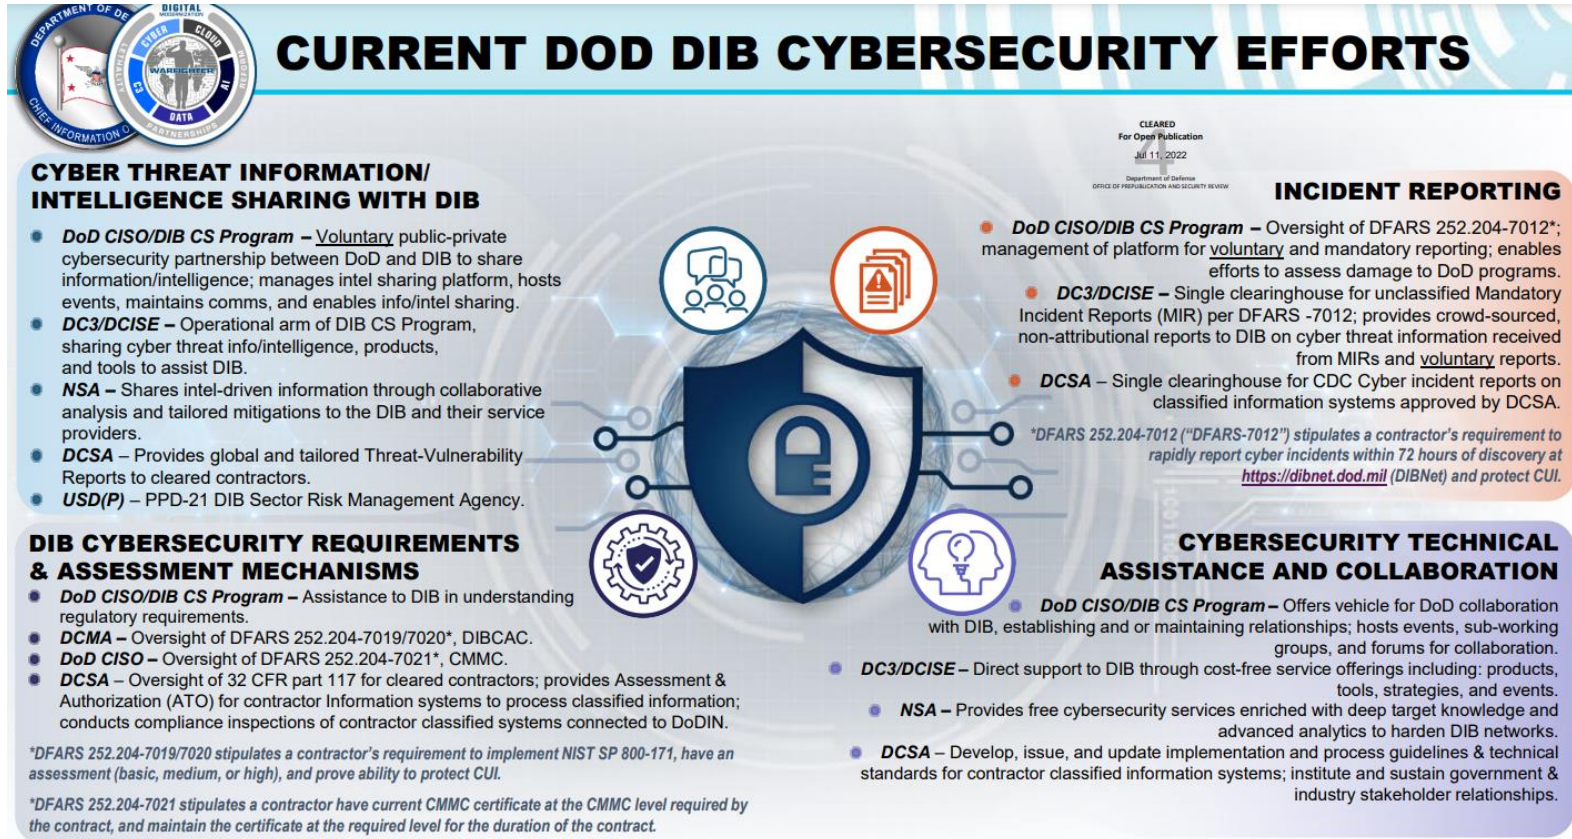 DEPARTMENT OF DE
CHIEF INFORMATION O
DIGITAL
MODERNIZATION
LETHALITY
REFORM
PARTNERSHIPS
CYBER
CLOUD
AI
DATA
C3
WARFIGHTER
CURRENT DOD DIB CYBERSECURITY EFFORTS
CLEARED
For Open Publication
4
Jul 11, 2022
Department of Defense
OFFICE OF PREPUBLICATION AND SECURITY REVIEW
CYBER THREAT INFORMATION/
INTELLIGENCE SHARING WITH DIB
DoD CISO/DIB CS Program – Voluntary public-private
cybersecurity partnership between DoD and DIB to share
information/intelligence; manages intel sharing platform, hosts
events, maintains comms, and enables info/intel sharing.
DC3/DCISE – Operational arm of DIB CS Program,
sharing cyber threat info/intelligence, products,
and tools to assist DIB.
NSA – Shares intel-driven information through collaborative
analysis and tailored mitigations to the DIB and their service
providers.
DCSA – Provides global and tailored Threat-Vulnerability
Reports to cleared contractors.
USD(P) – PPD-21 DIB Sector Risk Management Agency.
INCIDENT REPORTING
DoD CISO/DIB CS Program – Oversight of DFARS 252.204-7012*;
management of platform for voluntary and mandatory reporting; enables
efforts to assess damage to DoD programs.
DC3/DCISE – Single clearinghouse for unclassified Mandatory
Incident Reports (MIR) per DFARS -7012; provides crowd-sourced,
non-attributional reports to DIB on cyber threat information received
from MIRs and voluntary reports.
DCSA – Single clearinghouse for CDC Cyber incident reports on
classified information systems approved by DCSA.
*DFARS 252.204-7012 (“DFARS-7012”) stipulates a contractor’s requirement to
rapidly report cyber incidents within 72 hours of discovery at
https://dibnet.dod.mil (DIBNet) and protect CUI.
DIB CYBERSECURITY REQUIREMENTS
& ASSESSMENT MECHANISMS
DoD CISO/DIB CS Program – Assistance to DIB in understanding
regulatory requirements.
DCMA – Oversight of DFARS 252.204-7019/7020*, DIBCAC.
DoD CISO – Oversight of DFARS 252.204-7021*, CMMC.
DCSA – Oversight of 32 CFR part 117 for cleared contractors; provides Assessment &
Authorization (ATO) for contractor Information systems to process classified information;
conducts compliance inspections of contractor classified systems connected to DoDIN.
*DFARS 252.204-7019/7020 stipulates a contractor’s requirement to implement NIST SP 800-171, have an
assessment (basic, medium, or high), and prove ability to protect CUI.
*DFARS 252.204-7021 stipulates a contractor have current CMMC certificate at the CMMC level required by
the contract, and maintain the certificate at the required level for the duration of the contract.
CYBERSECURITY TECHNICAL
ASSISTANCE AND COLLABORATION
DoD CISO/DIB CS Program – Offers vehicle for DoD collaboration
with DIB, establishing and or maintaining relationships; hosts events, sub-working
groups, and forums for collaboration.
DC3/DCISE – Direct support to DIB through cost-free service offerings including: products,
tools, strategies, and events.
NSA – Provides free cybersecurity services enriched with deep target knowledge and
advanced analytics to harden DIB networks.
DCSA – Develop, issue, and update implementation and process guidelines & technical
standards for contractor classified information systems; institute and sustain government &
industry stakeholder relationships.